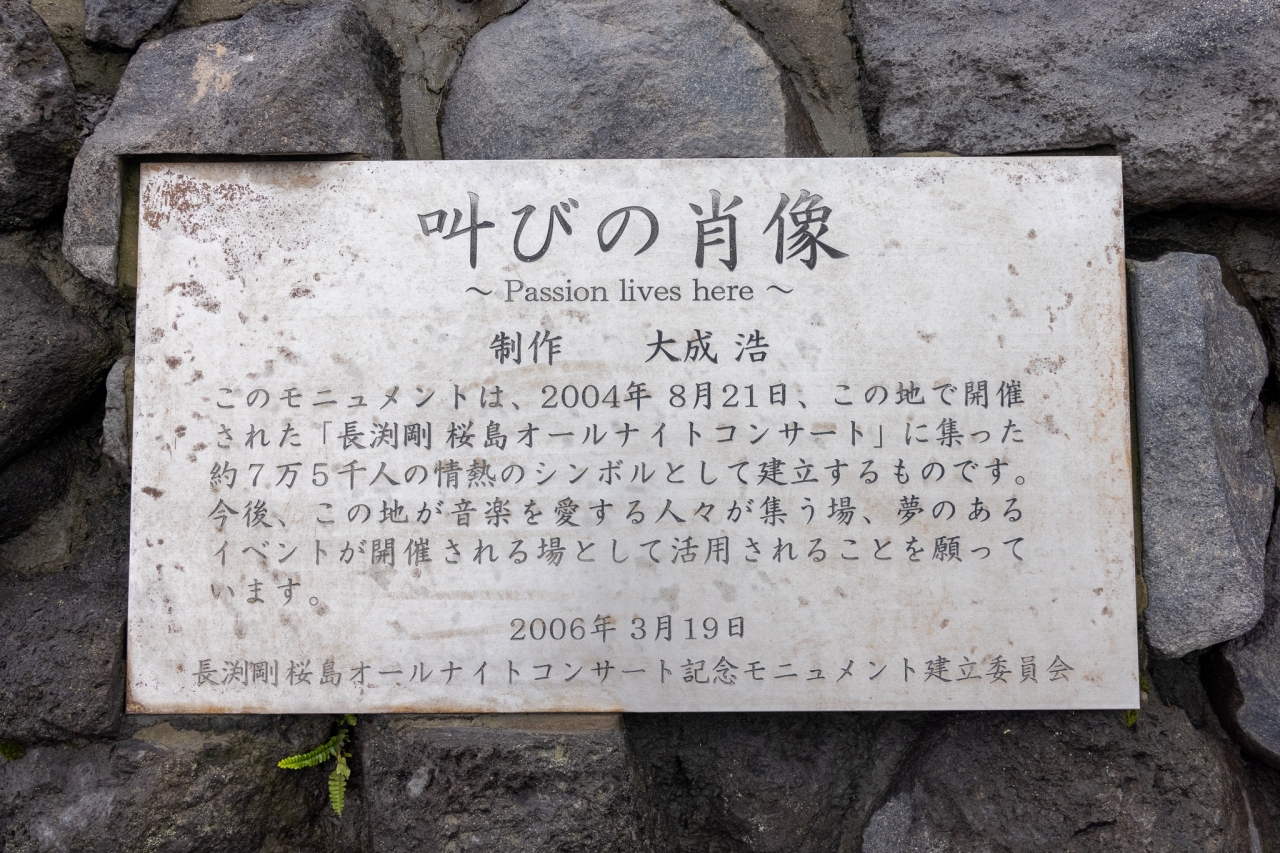 叫びの肖像
～ Passion lives here ～
制作　　大成 浩
このモニュメントは、2004年 8月21日、この地で開催
された「長渕剛 桜島オールナイトコンサート」に集った
約７万５千人の情熱のシンボルとして建立するものです。
今後、この地が音楽を愛する人々が集う場、夢のある
イベントが開催される場として活用されることを願って
います。
2006年 3月19日
長渕剛 桜島オールナイトコンサート記念モニュメント建立委員会